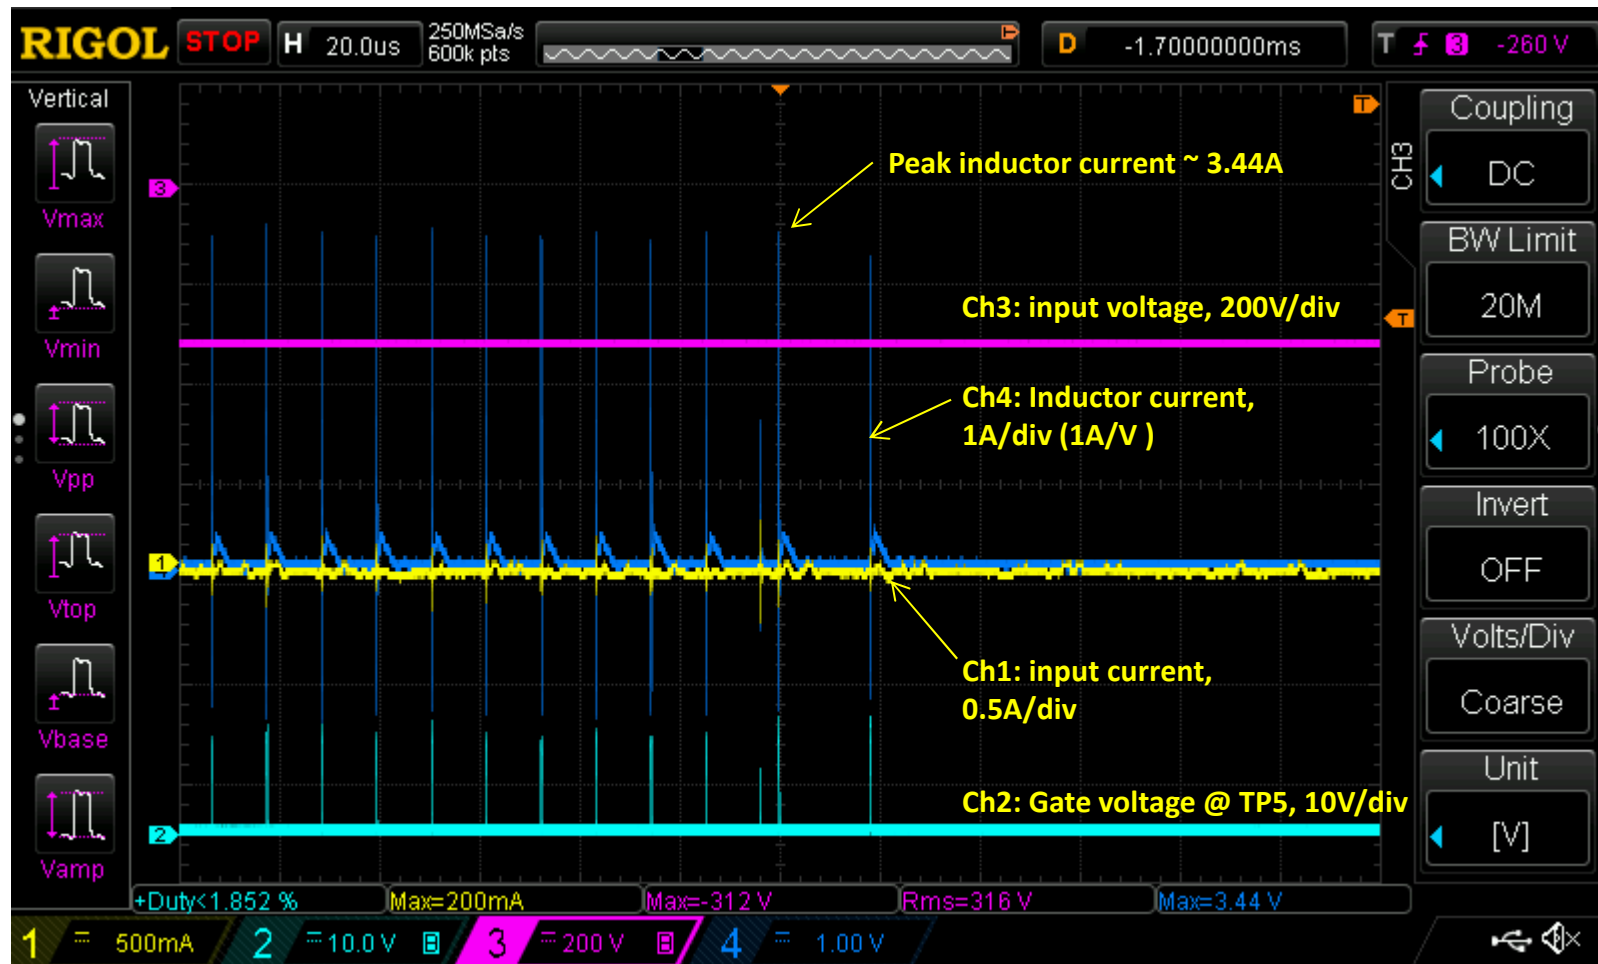 RIGOL STOP H 20.0us 250MSa/s 600k pts D -1.70000000ms T 3 -260 V
Vertical
Vmax
Vmin
Vpp
Vtop
Vbase
Vamp
T
3
1
2
T
Peak inductor current ~ 3.44A
Ch3: input voltage, 200V/div
Ch4: Inductor current,
1A/div (1A/V )
Ch1: input current,
0.5A/div
Ch2: Gate voltage @ TP5, 10V/div
CH3
Coupling
DC
BW Limit
20M
Probe
100X
Invert
OFF
Volts/Div
Coarse
Unit
[V]
+Duty<1.852 % Max=200mA Max=-312 V Rms=316 V Max=3.44 V
1 500mA 2 10.0 V B 3 200 V B 4 1.00 V